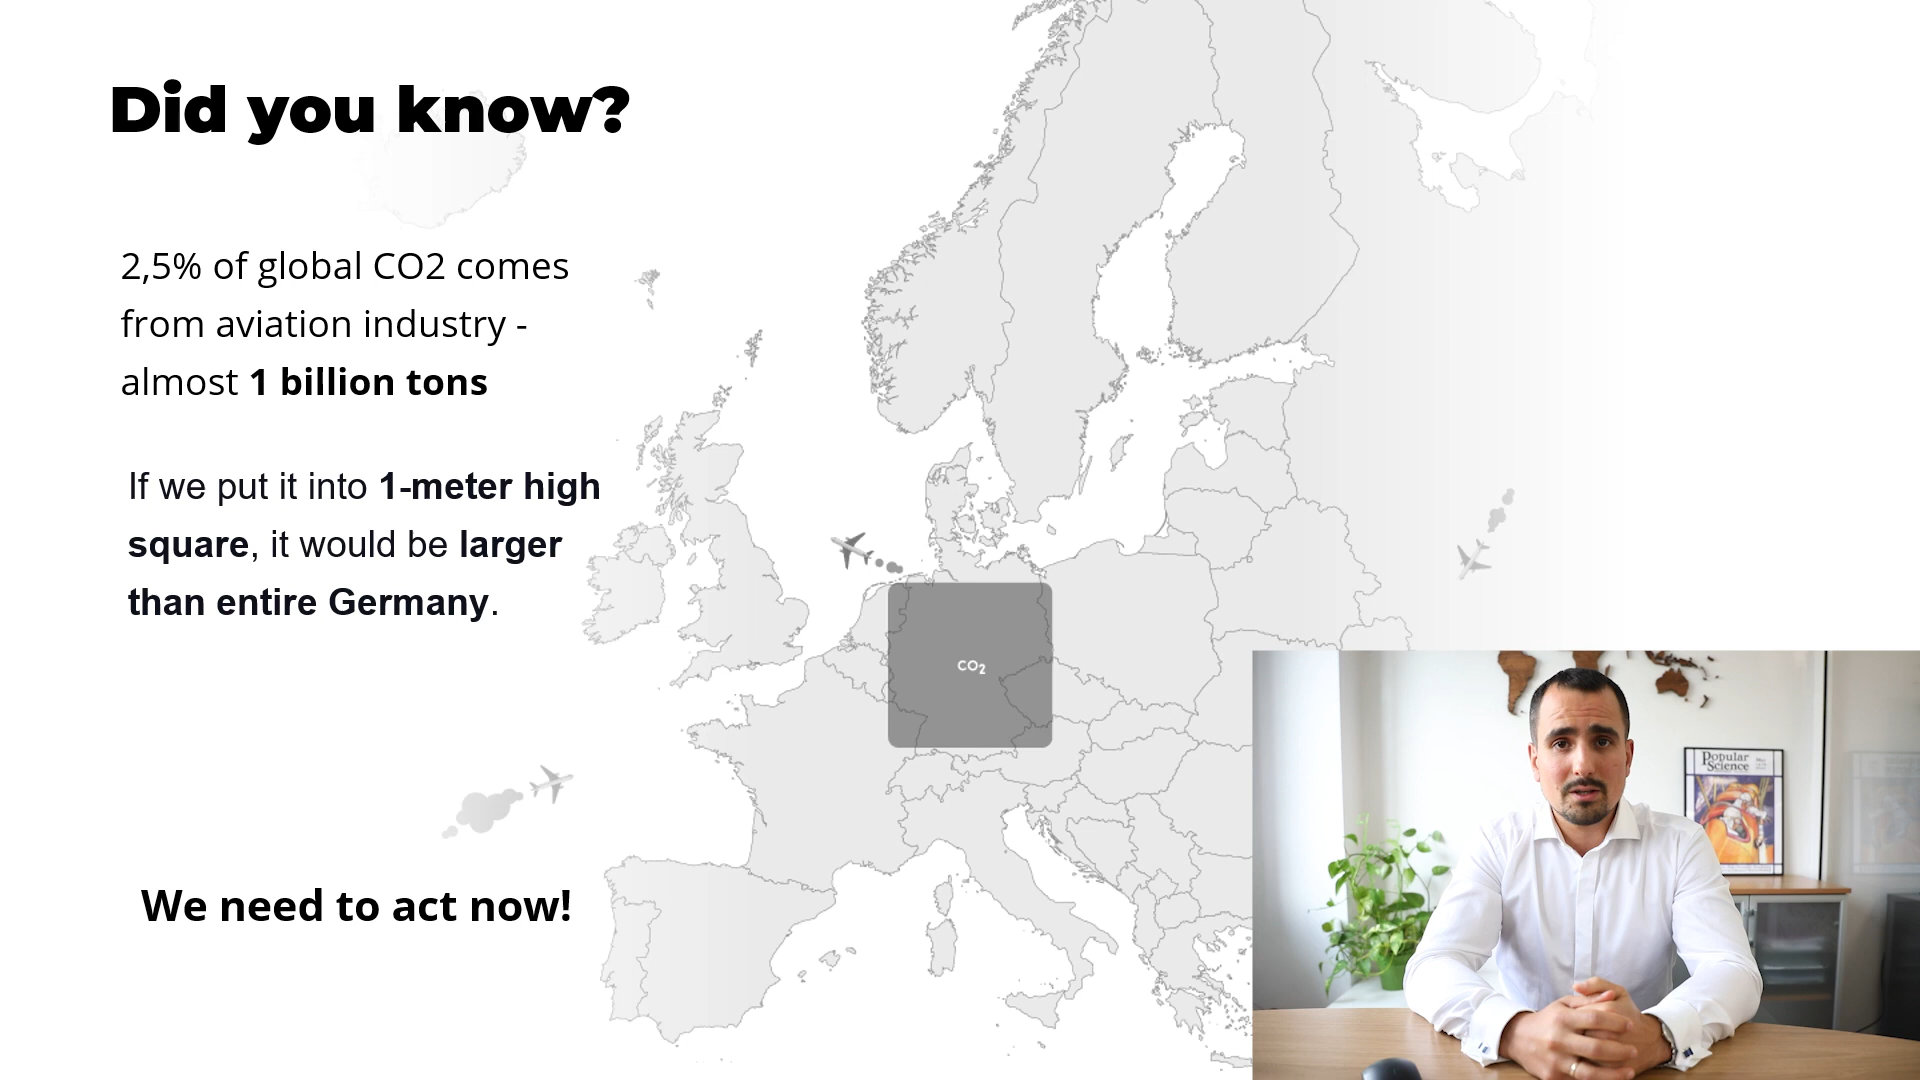 Did you know?
2,5% of global CO2 comes
from aviation industry -
almost 1 billion tons
If we put it into 1-meter high
square, it would be larger
than entire Germany.
CO₂
We need to act now!
Popular
Science